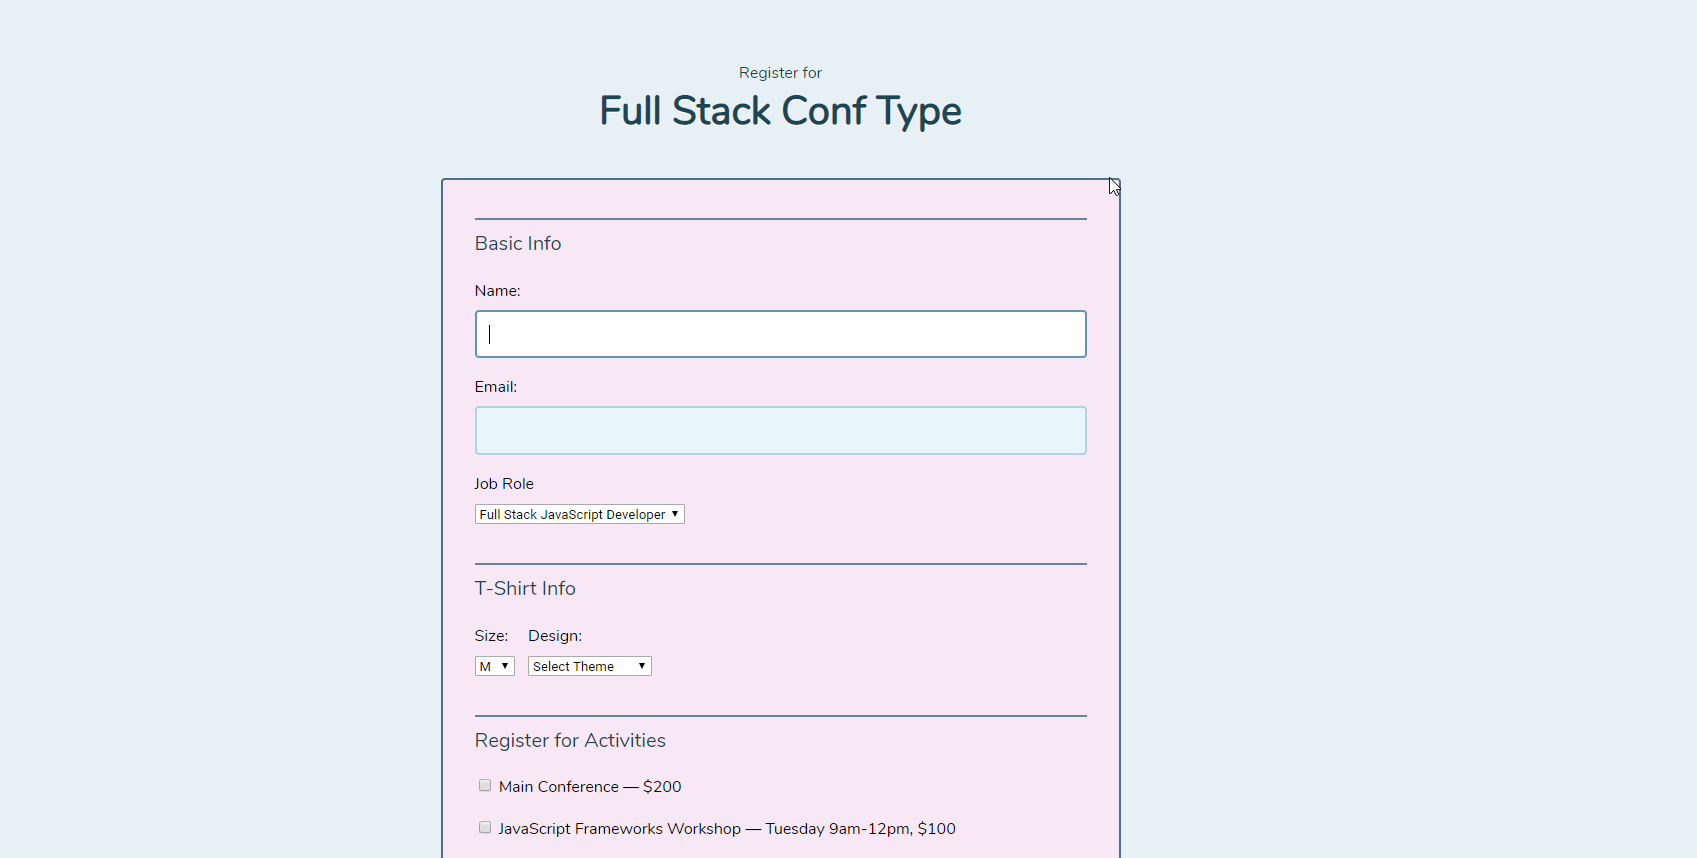 Register for
Full Stack Conf Type
Basic Info
Name:
Email:
Job Role
Full Stack JavaScript Developer
T-Shirt Info
Size: Design:
M Select Theme
Register for Activities
Main Conference — $200
JavaScript Frameworks Workshop — Tuesday 9am-12pm, $100